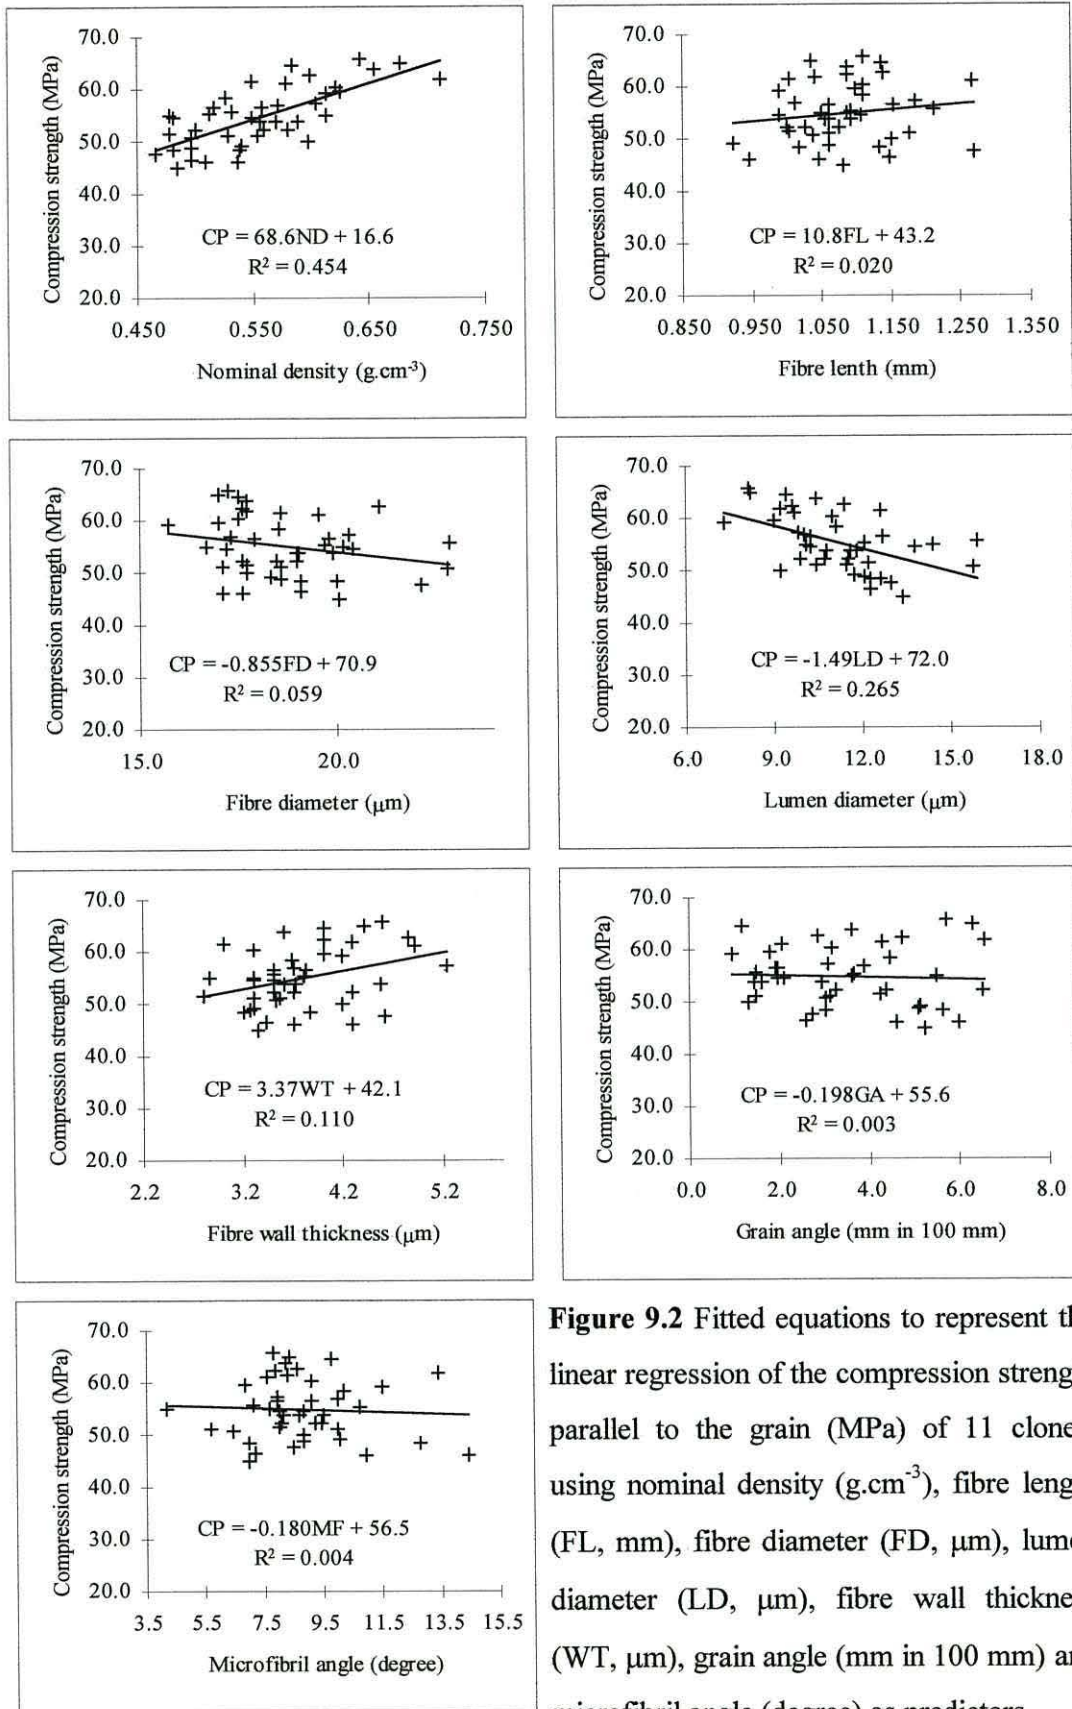 70.0
60.0
50.0
40.0
30.0
20.0
Compression strength (MPa)
CP = 68.6ND + 16.6
R² = 0.454
0.450 0.550 0.650 0.750
Nominal density (g.cm⁻³)
70.0
60.0
50.0
40.0
30.0
20.0
Compression strength (MPa)
CP = 10.8FL + 43.2
R² = 0.020
0.850 0.950 1.050 1.150 1.250 1.350
Fibre lenth (mm)
70.0
60.0
50.0
40.0
30.0
20.0
Compression strength (MPa)
CP = -0.855FD + 70.9
R² = 0.059
15.0 20.0
Fibre diameter (μm)
70.0
60.0
50.0
40.0
30.0
20.0
Compression strength (MPa)
CP = -1.49LD + 72.0
R² = 0.265
6.0 9.0 12.0 15.0 18.0
Lumen diameter (μm)
70.0
60.0
50.0
40.0
30.0
20.0
Compression strength (MPa)
CP = 3.37WT + 42.1
R² = 0.110
2.2 3.2 4.2 5.2
Fibre wall thickness (μm)
70.0
60.0
50.0
40.0
30.0
20.0
Compression strength (MPa)
CP = -0.198GA + 55.6
R² = 0.003
0.0 2.0 4.0 6.0 8.0
Grain angle (mm in 100 mm)
70.0
60.0
50.0
40.0
30.0
20.0
Compression strength (MPa)
CP = -0.180MF + 56.5
R² = 0.004
3.5 5.5 7.5 9.5 11.5 13.5 15.5
Microfibril angle (degree)
Figure 9.2 Fitted equations to represent th
linear regression of the compression streng
parallel to the grain (MPa) of 11 clone
using nominal density (g.cm⁻³), fibre leng
(FL, mm), fibre diameter (FD, μm), lume
diameter (LD, μm), fibre wall thickne
(WT, μm), grain angle (mm in 100 mm) an
microfibril angle (degree) as predictors